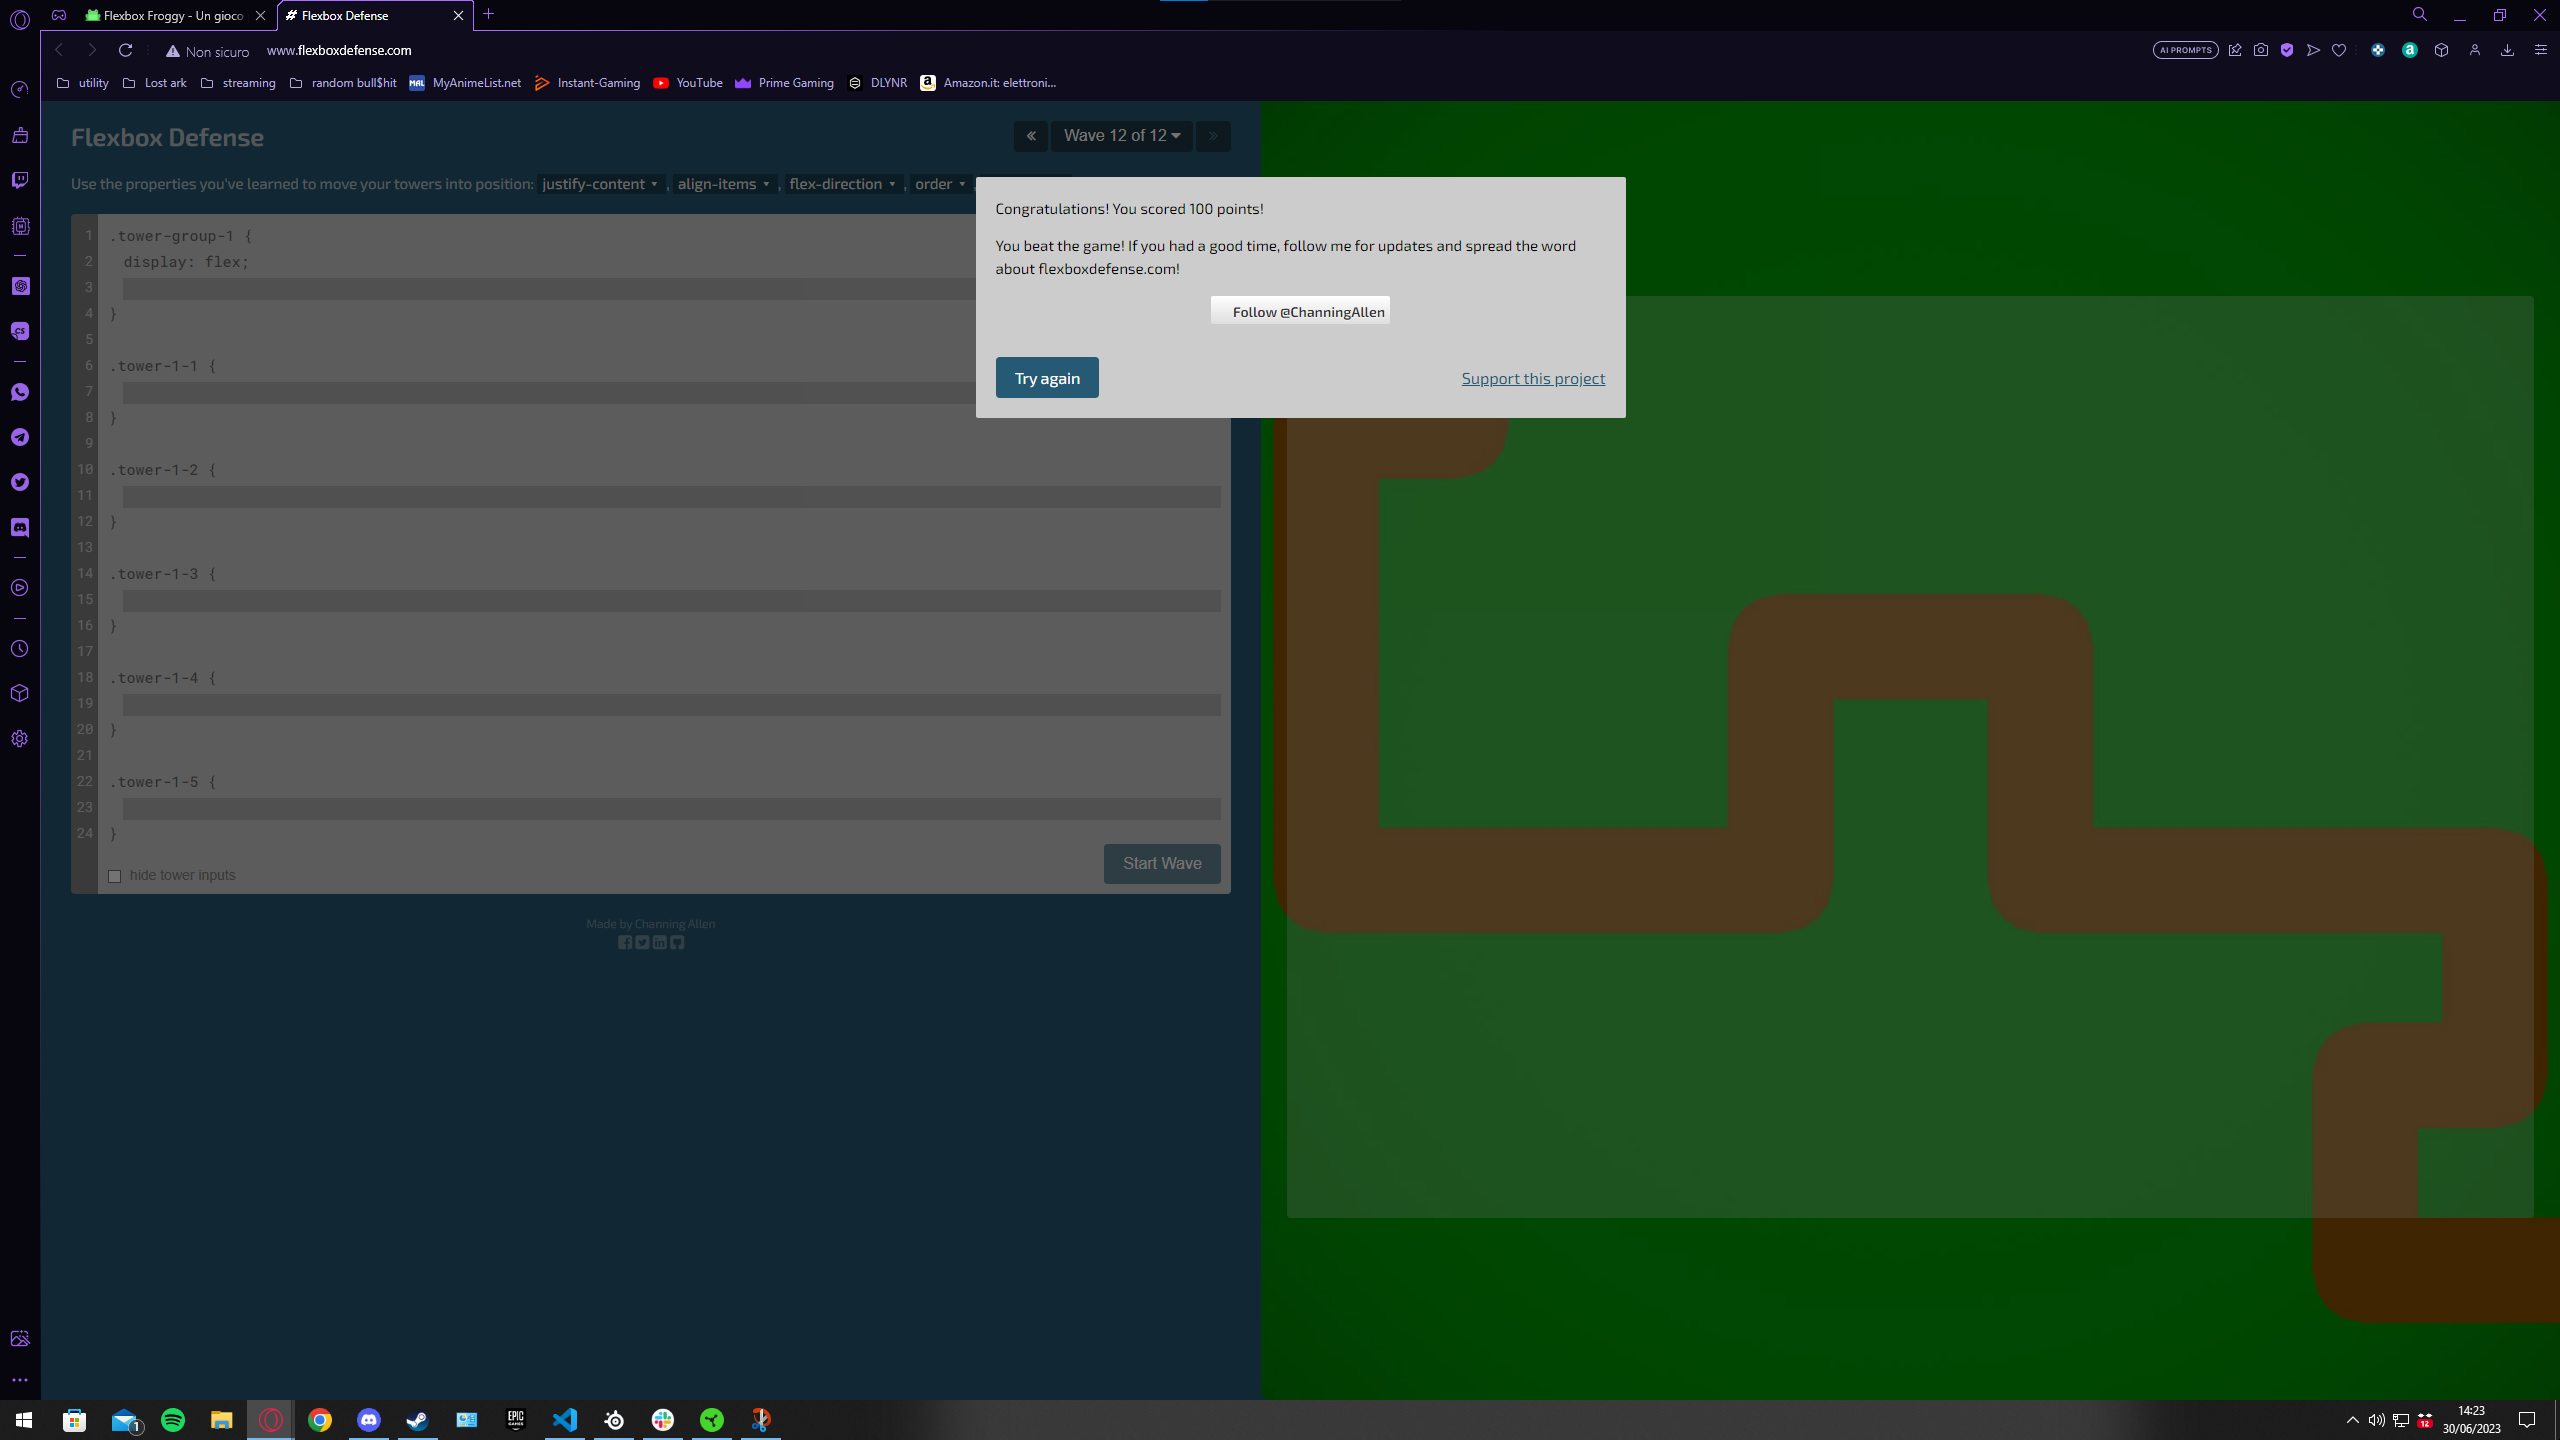 Flexbox Froggy - Un gioco
Flexbox Defense
Non sicuro
www.flexboxdefense.com
AI PROMPTS
utility
Lost ark
streaming
random bull$hit
MAL
MyAnimeList.net
Instant-Gaming
YouTube
Prime Gaming
DLYNR
Amazon.it: elettroni...
Flexbox Defense
« Wave 12 of 12 »
Use the properties you've learned to move your towers into position: justify-content ▾, align-items ▾, flex-direction ▾, order ▾,
Congratulations! You scored 100 points!
You beat the game! If you had a good time, follow me for updates and spread the word
about flexboxdefense.com!
Follow @ChanningAllen
Try again
Support this project
1 .tower-group-1 {
2 display: flex;
3
4 }
5
6 .tower-1-1 {
7
8 }
9
10 .tower-1-2 {
11
12 }
13
14 .tower-1-3 {
15
16 }
17
18 .tower-1-4 {
19
20 }
21
22 .tower-1-5 {
23
24 }
hide tower inputs
Start Wave
Made by Channing Allen
CS
1
EPIC
GAMES
12
14:23
30/06/2023